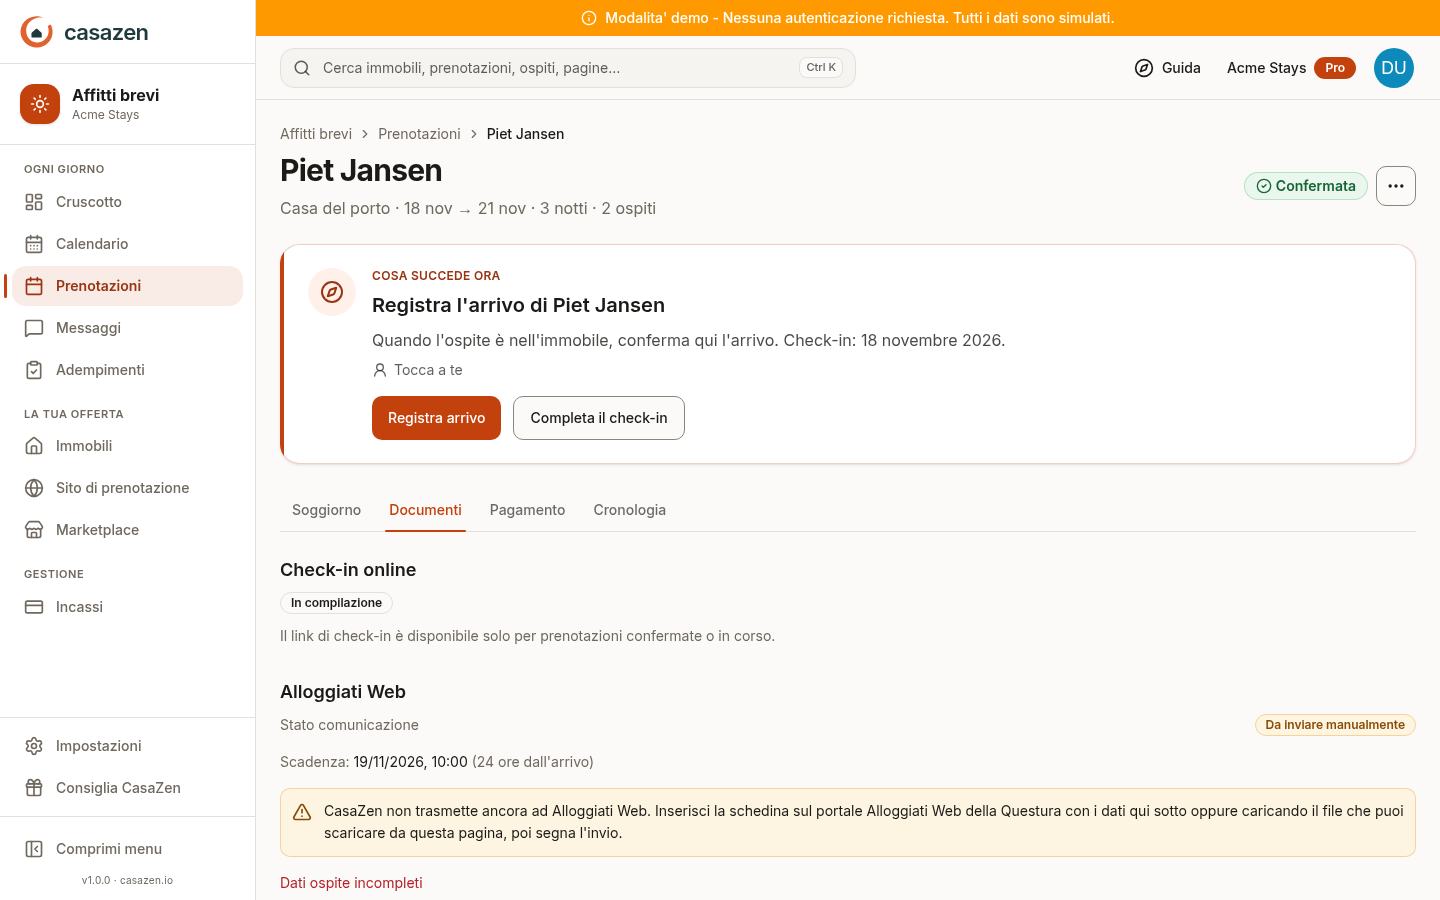 casazen
Modalita' demo - Nessuna autenticazione richiesta. Tutti i dati sono simulati.
Cerca immobili, prenotazioni, ospiti, pagine...
Ctrl K
Guida
Acme Stays
Pro
DU
Affitti brevi
Acme Stays
OGNI GIORNO
Cruscotto
Calendario
Prenotazioni
Messaggi
Adempimenti
LA TUA OFFERTA
Immobili
Sito di prenotazione
Marketplace
GESTIONE
Incassi
Impostazioni
Consiglia CasaZen
Comprimi menu
v1.0.0 · casazen.io
Affitti brevi > Prenotazioni > Piet Jansen
Piet Jansen
Casa del porto · 18 nov → 21 nov · 3 notti · 2 ospiti
Confermata
COSA SUCCEDE ORA
Registra l'arrivo di Piet Jansen
Quando l'ospite è nell'immobile, conferma qui l'arrivo. Check-in: 18 novembre 2026.
Tocca a te
Registra arrivo
Completa il check-in
Soggiorno
Documenti
Pagamento
Cronologia
Check-in online
In compilazione
Il link di check-in è disponibile solo per prenotazioni confermate o in corso.
Alloggiati Web
Stato comunicazione
Da inviare manualmente
Scadenza: 19/11/2026, 10:00 (24 ore dall'arrivo)
CasaZen non trasmette ancora ad Alloggiati Web. Inserisci la schedina sul portale Alloggiati Web della Questura con i dati qui sotto oppure caricando il file che puoi
scaricare da questa pagina, poi segna l'invio.
Dati ospite incompleti